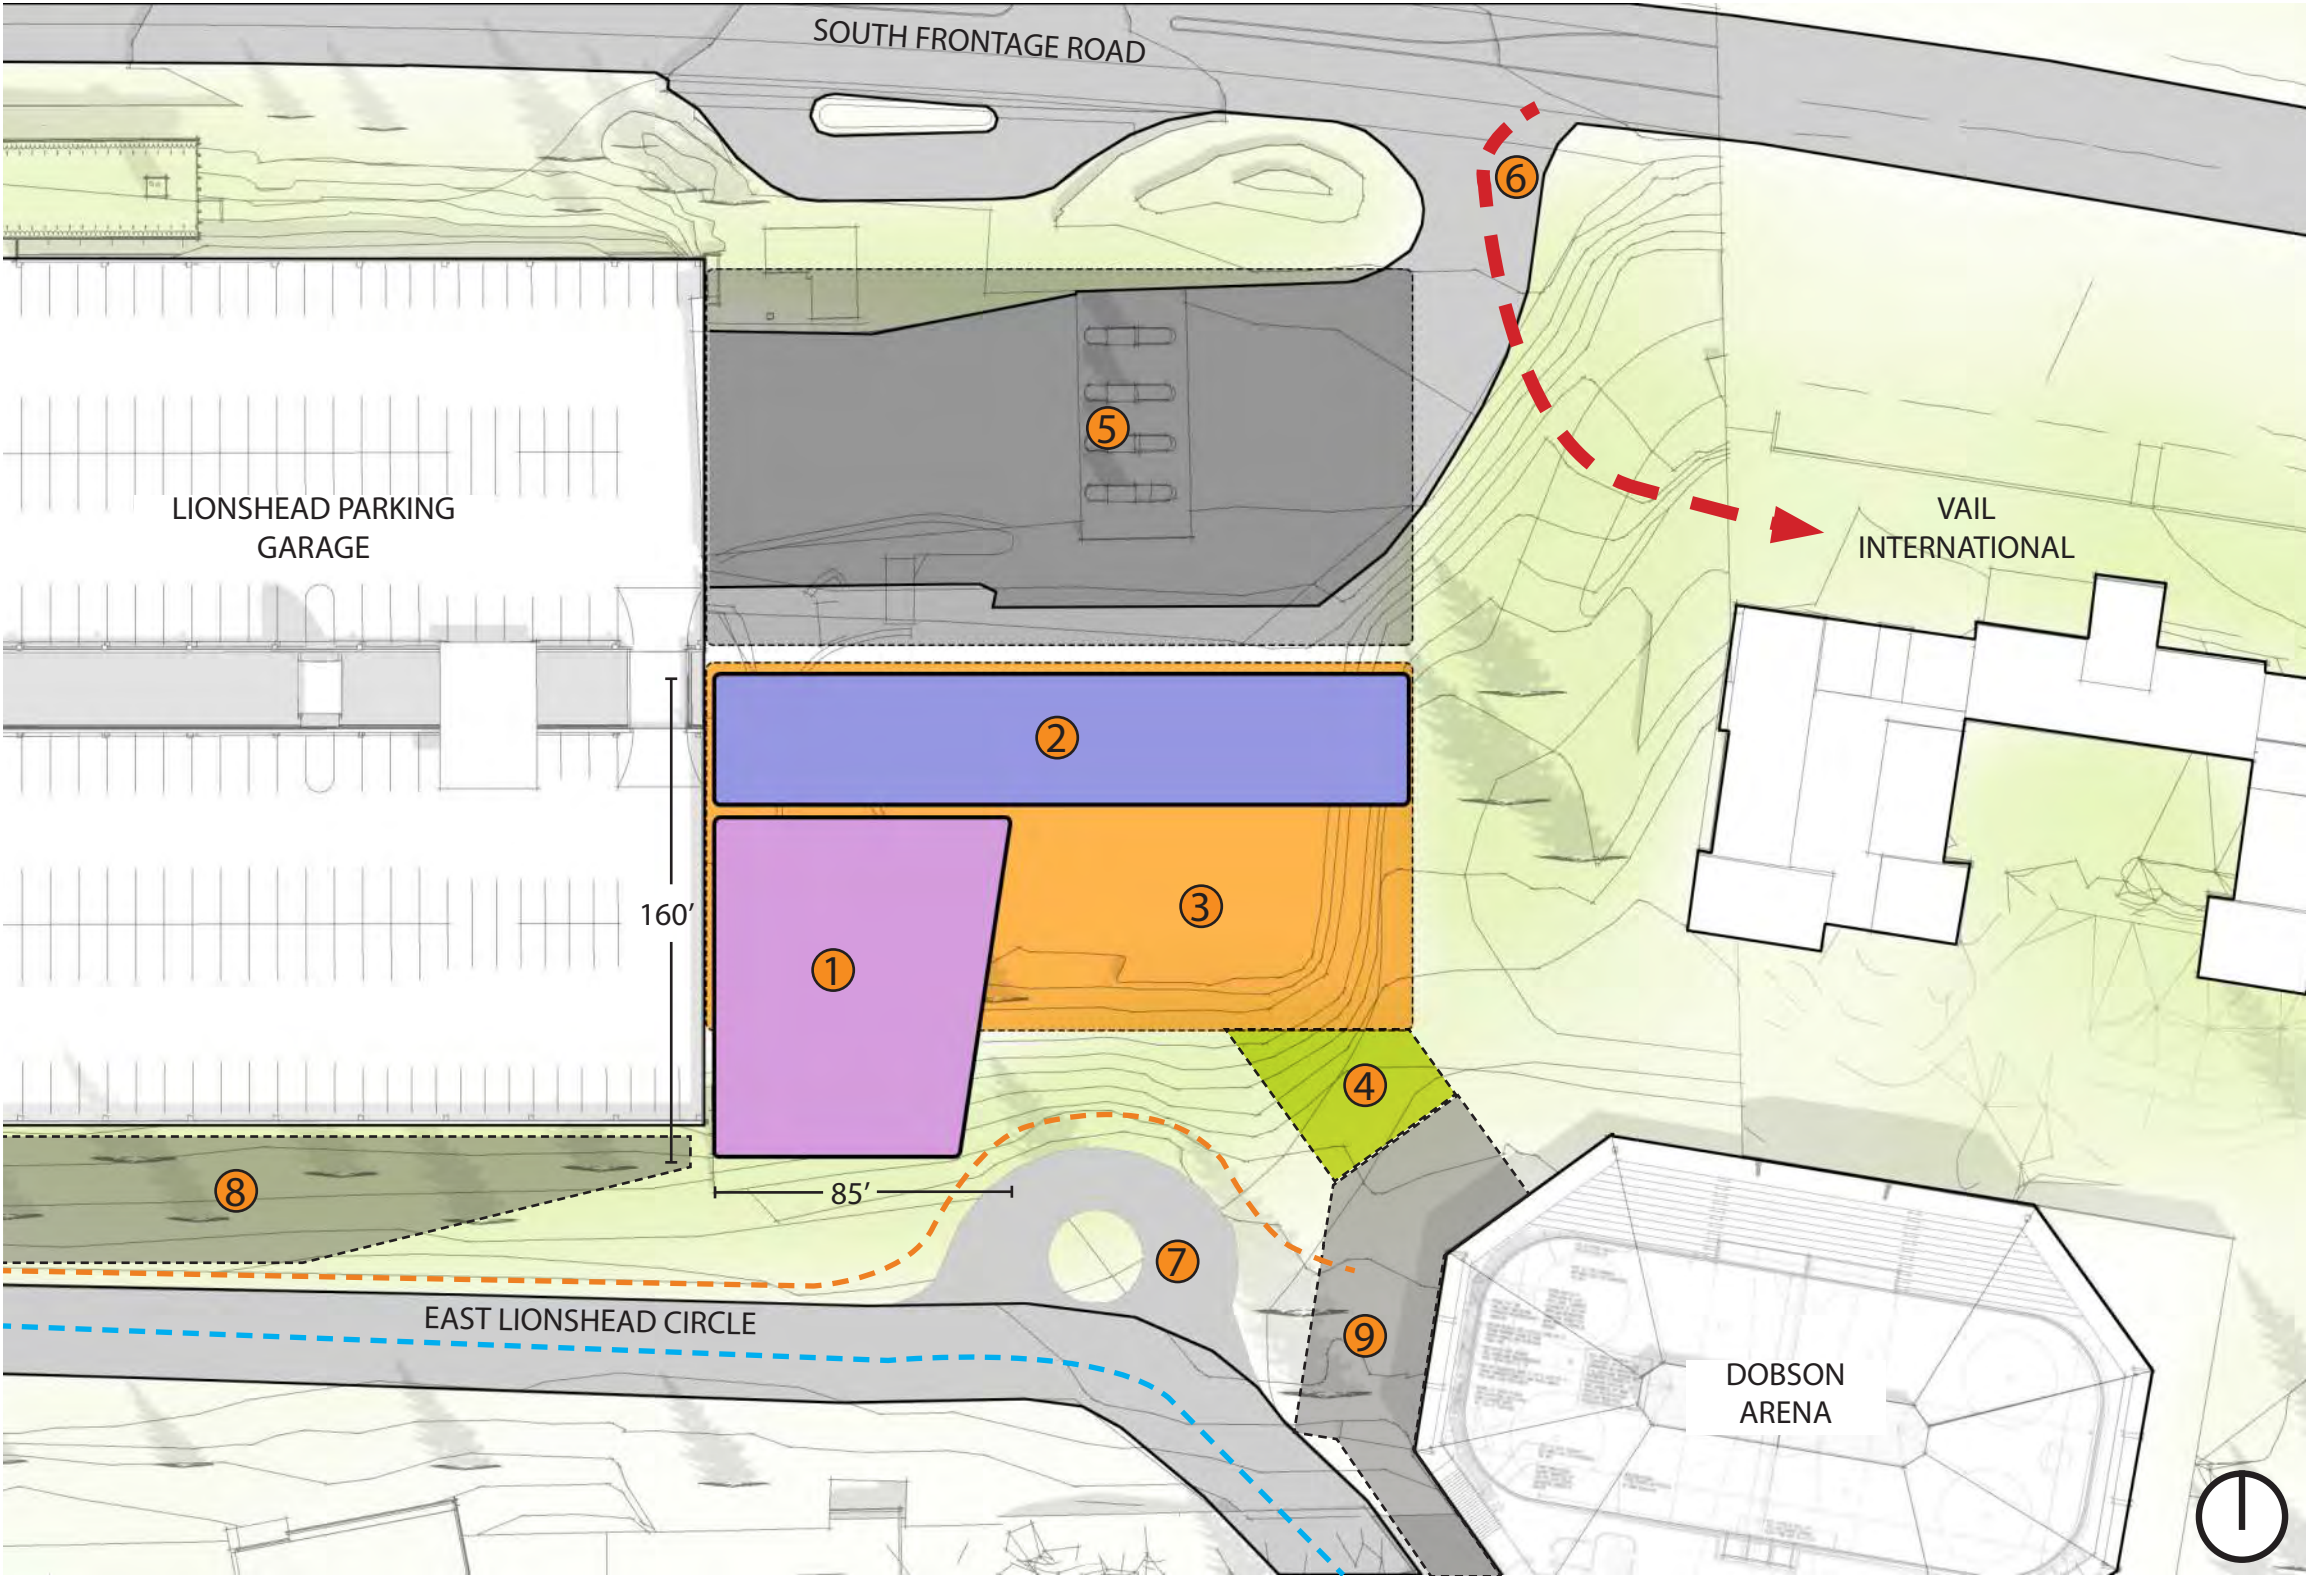 SOUTH FRONTAGE ROAD
6
5
LIONSHEAD PARKING
GARAGE
VAIL
INTERNATIONAL
2
3
160’
1
4
8
85’
7
EAST LIONSHEAD CIRCLE
9
DOBSON
ARENA